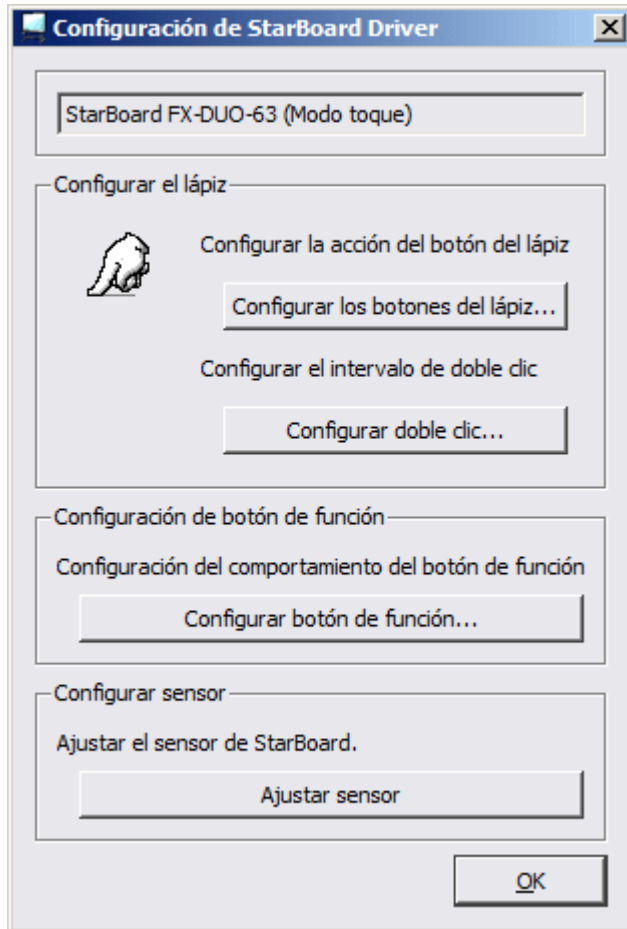 Configuración de StarBoard Driver
StarBoard FX-DUO-63 (Modo toque)
Configurar el lápiz
Configurar la acción del botón del lápiz
Configurar los botones del lápiz...
Configurar el intervalo de doble clic
Configurar doble clic...
Configuración de botón de función
Configuración del comportamiento del botón de función
Configurar botón de función...
Configurar sensor
Ajustar el sensor de StarBoard.
Ajustar sensor
OK